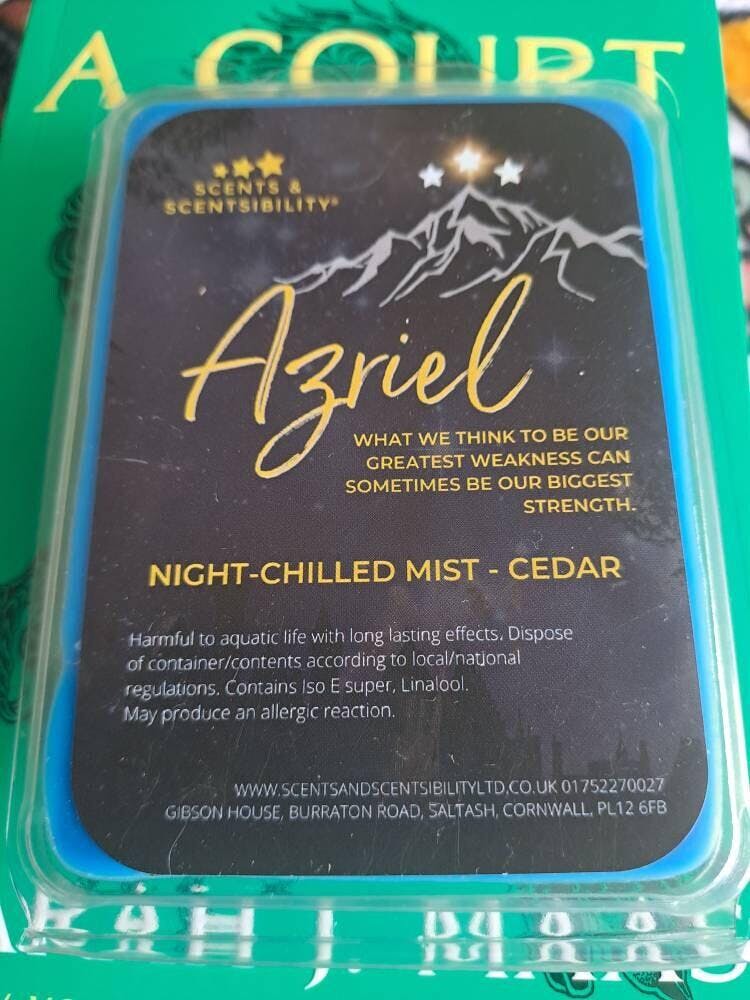 A COURT
SCENTS &
SCENTSIBILITY®
Azriel
WHAT WE THINK TO BE OUR
GREATEST WEAKNESS CAN
SOMETIMES BE OUR BIGGEST
STRENGTH.
NIGHT-CHILLED MIST - CEDAR
Harmful to aquatic life with long lasting effects. Dispose
of container/contents according to local/national
regulations. Contains Iso E super, Linalool.
May produce an allergic reaction.
WWW.SCENTSANDSCENTSIBILITYLTD.CO.UK 01752270027
GIBSON HOUSE, BURRATON ROAD, SALTASH, CORNWALL, PL12 6FB
J.